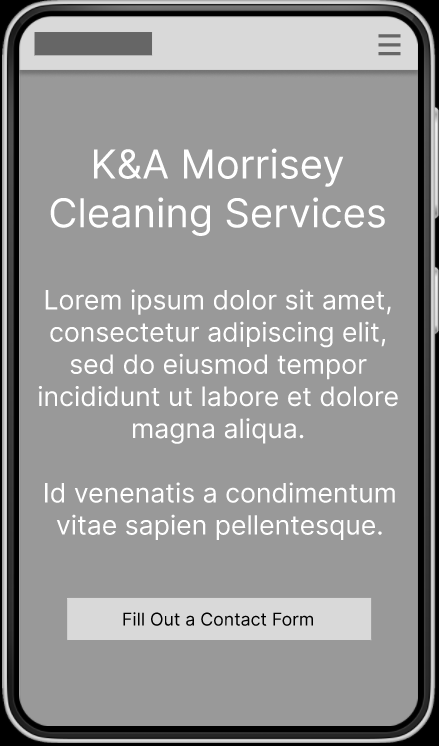 K&A Morrisey
Cleaning Services
Lorem ipsum dolor sit amet,
consectetur adipiscing elit,
sed do eiusmod tempor
incididunt ut labore et dolore
magna aliqua.
Id venenatis a condimentum
vitae sapien pellentesque.
Fill Out a Contact Form